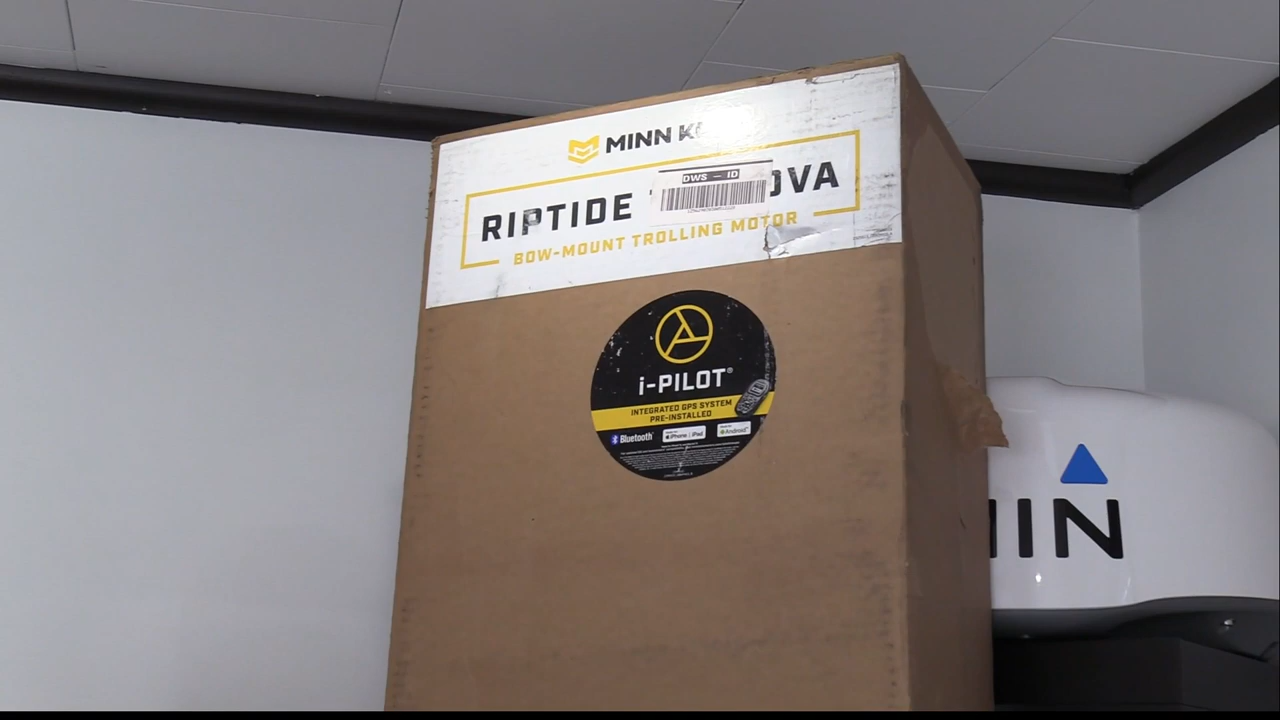 MINN K
DWS - ID
RIPTIDE OVA
BOW-MOUNT TROLLING MOTOR
i-PILOT®
INTEGRATED GPS SYSTEM
PRE-INSTALLED
Bluetooth
iPhone | iPad
Android
MIN